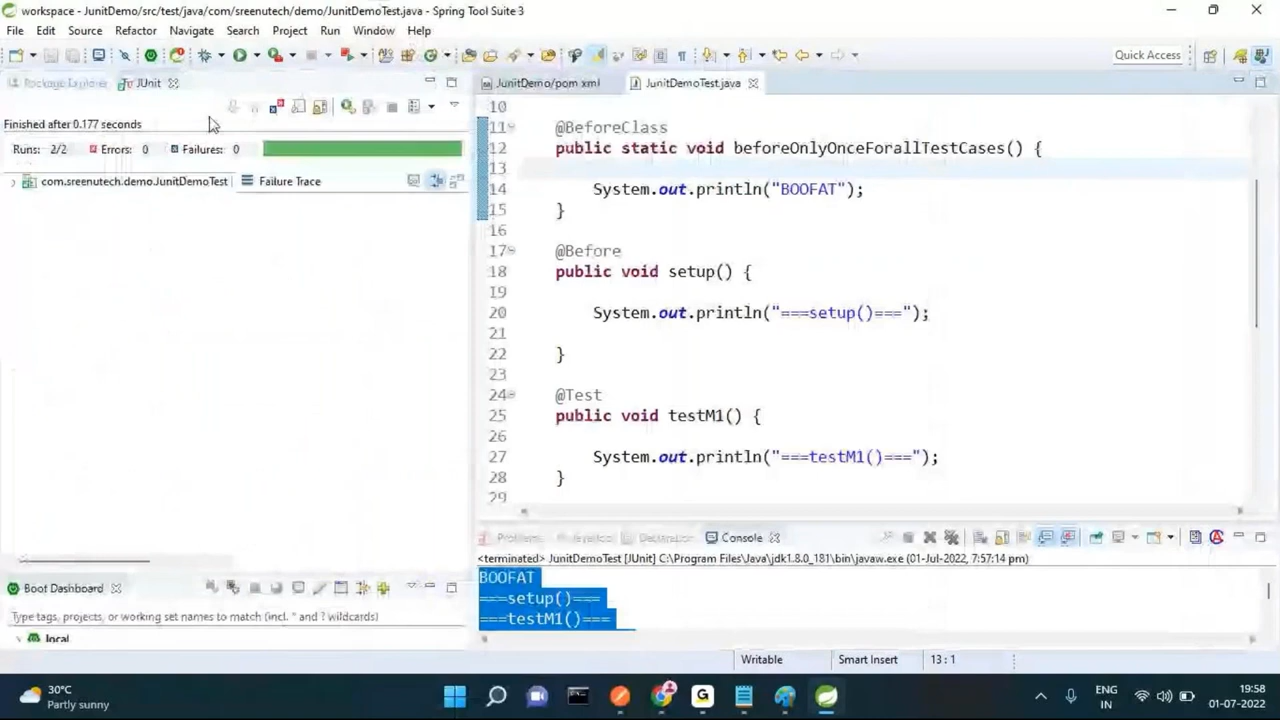 workspace - JunitDemo/src/test/java/com/sreenutech/demo/JunitDemoTest.java - Spring Tool Suite 3
File Edit Source Refactor Navigate Search Project Run Window Help
Quick Access
Package Explorer JUnit
Finished after 0.177 seconds
Runs: 2/2 Errors: 0 Failures: 0
com.sreenutech.demo.JunitDemoTest
Failure Trace
JunitDemo/pom xml JunitDemoTest.java
10
11 @BeforeClass
12 public static void beforeOnlyOnceForallTestCases() {
13
14 System.out.println("BOOFAT");
15 }
16
17 @Before
18 public void setup() {
19
20 System.out.println("===setup()===");
21
22 }
23
24 @Test
25 public void testM1() {
26
27 System.out.println("===testM1()===");
28 }
29
Problems Declaration Console
<terminated> JunitDemoTest [JUnit] C:\Program Files\Java\jdk1.8.0_181\bin\javaw.exe (01-Jul-2022, 7:57:14 pm)
BOOFAT
===setup()===
===testM1()===
Boot Dashboard
Type tags, projects, or working set names to match (incl. * and ? wildcards)
local
Writable Smart Insert 13 : 1
30°C
Partly sunny
ENG
IN
19:58
01-07-2022